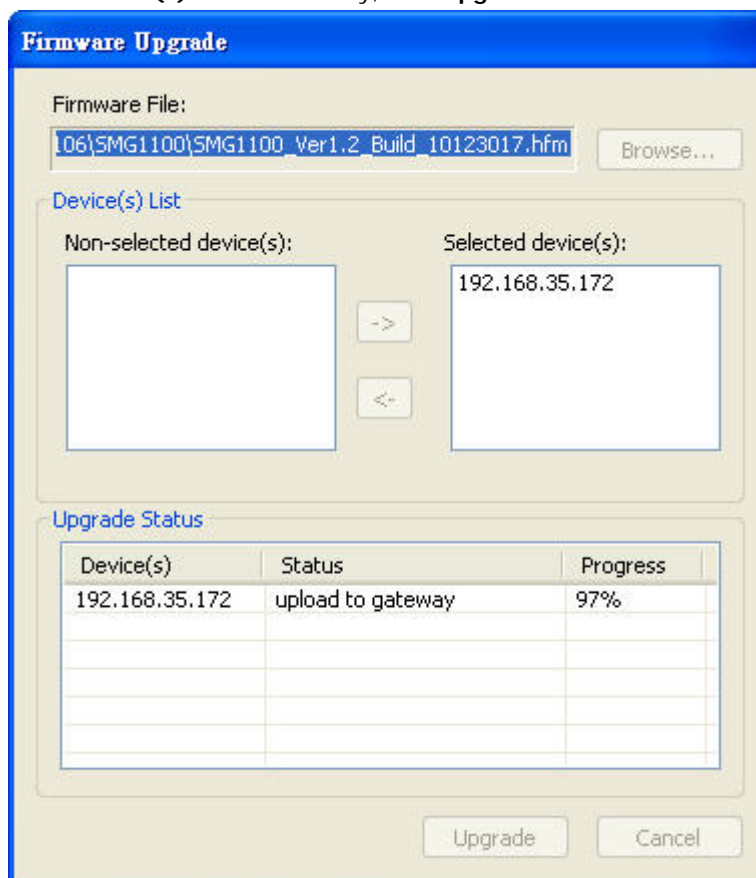 Firmware Upgrade
Firmware File:
106\SMG1100\SMG1100_Ver1.2_Build_10123017.hfm Browse...
Device(s) List
Non-selected device(s): Selected device(s):
192.168.35.172
->
<-
Upgrade Status
Device(s) Status Progress
192.168.35.172 upload to gateway 97%
Upgrade Cancel